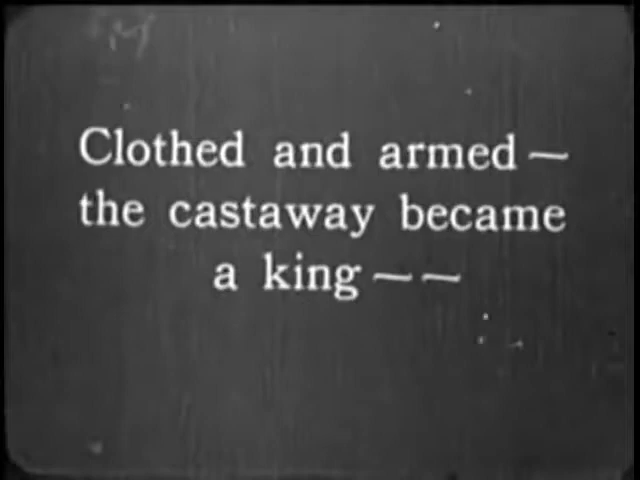 Clothed and armed —
the castaway became
a king — —